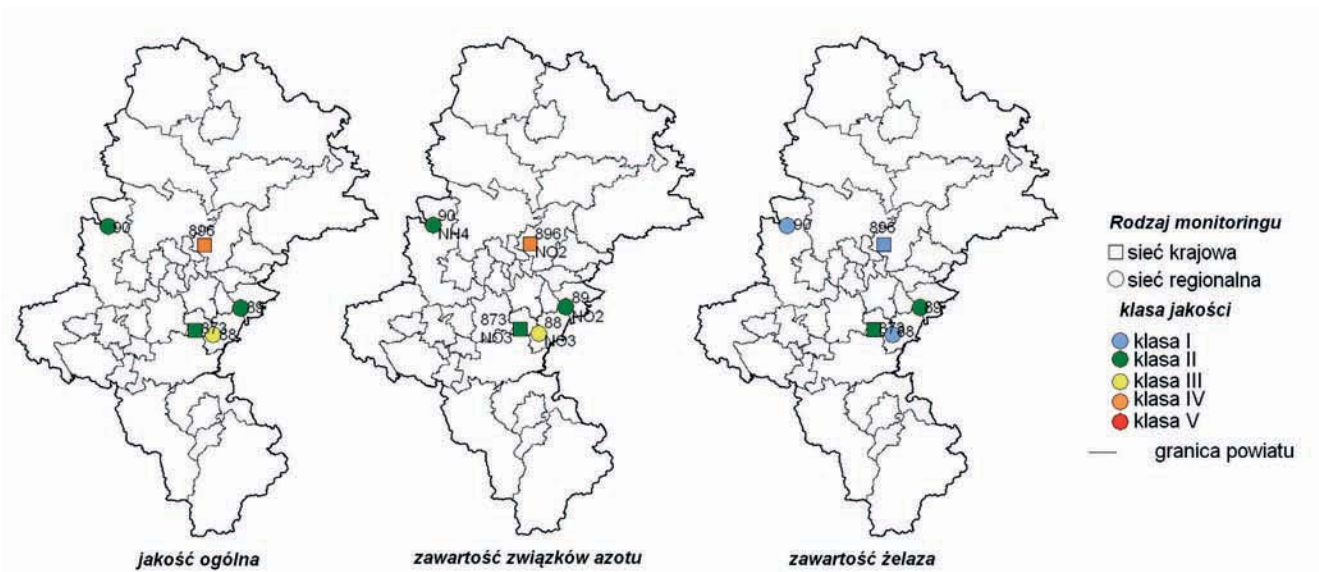 90
896
89
873
88
jakość ogólna
90
NH4
896
NO2
89
NO2
873
NO3
88
NO3
zawartość związków azotu
90
896
89
873
88
zawartość żelaza
Rodzaj monitoringu
sieć krajowa
sieć regionalna
klasa jakości
klasa I
klasa II
klasa III
klasa IV
klasa V
granica powiatu